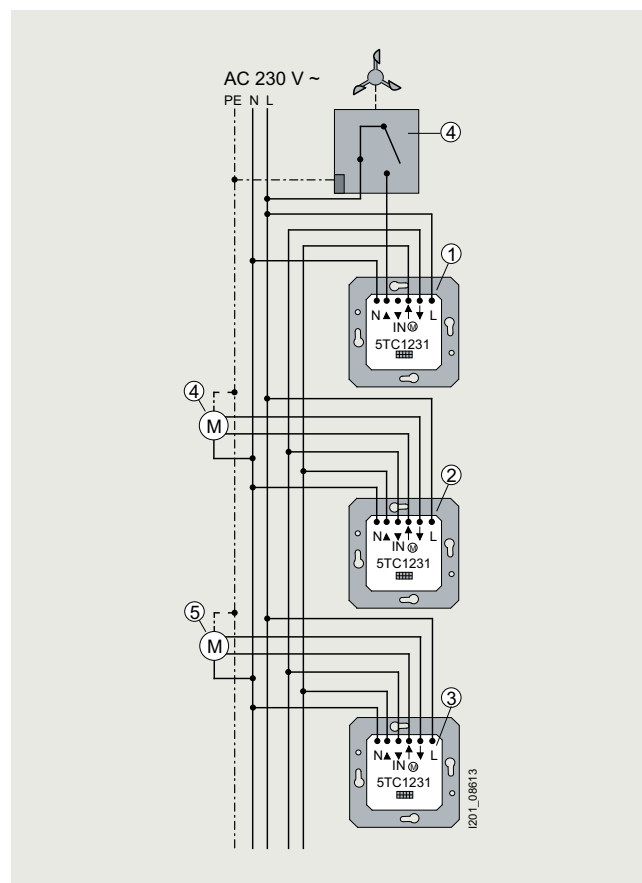 AC 230 V ~
PE N L
④
①
N▲ ▼ ↑ ↓ L
IN Ⓜ
5TC1231
④
M
②
N▲ ▼ ↑ ↓ L
IN Ⓜ
5TC1231
⑤
M
③
N▲ ▼ ↑ ↓ L
IN Ⓜ
5TC1231
I201_08613